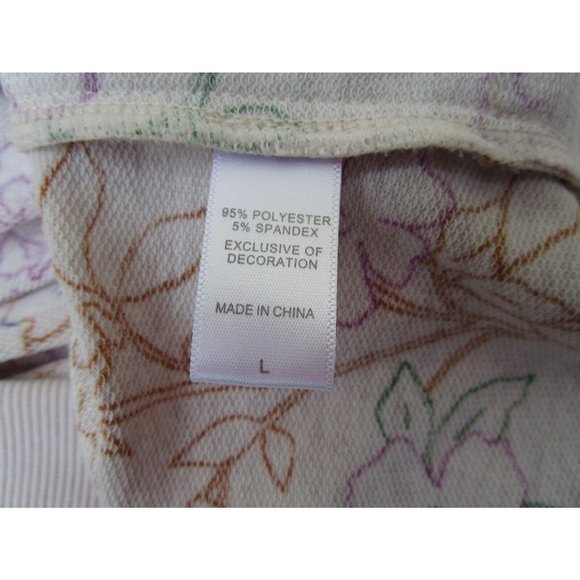 95% POLYESTER
5% SPANDEX
EXCLUSIVE OF
DECORATION
MADE IN CHINA
L